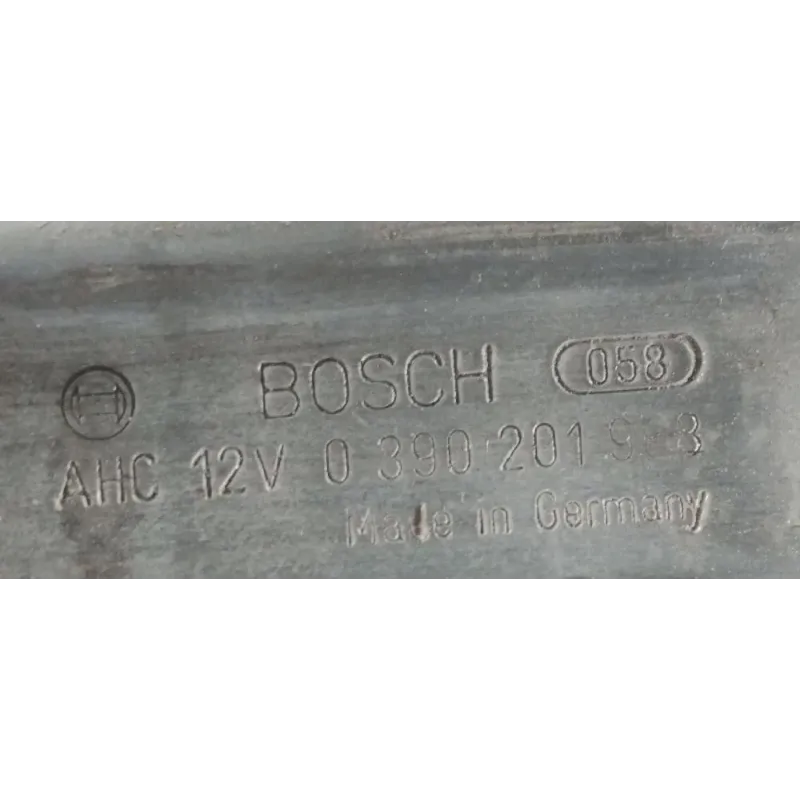 BOSCH 058
AHC 12V 0 390 201
Made in Germany